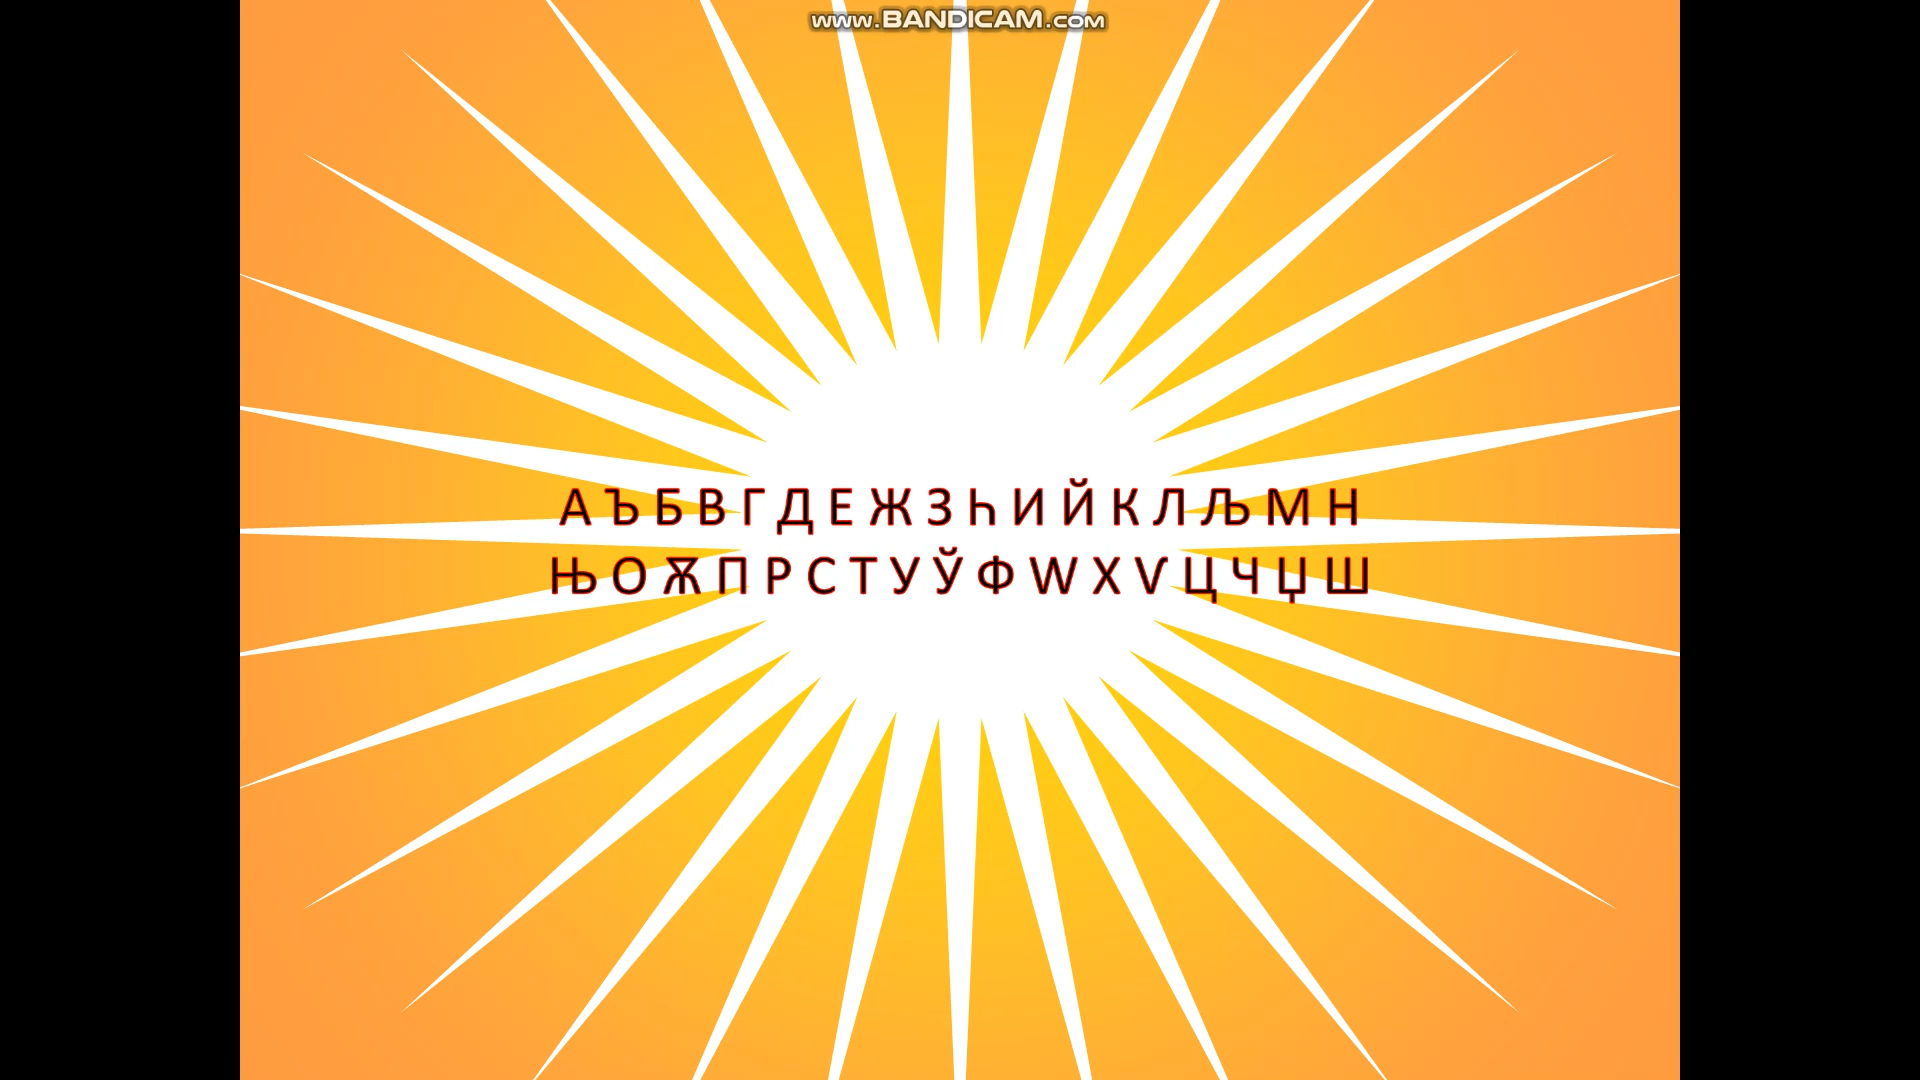 www.BANDICAM.com
А Ъ Б В Г Д Е Ж З Һ И Й К Л Љ М Н
Њ О Ѫ П Р С Т У Ў Ф Ԝ Х Ѵ Ц Ч Џ Ш